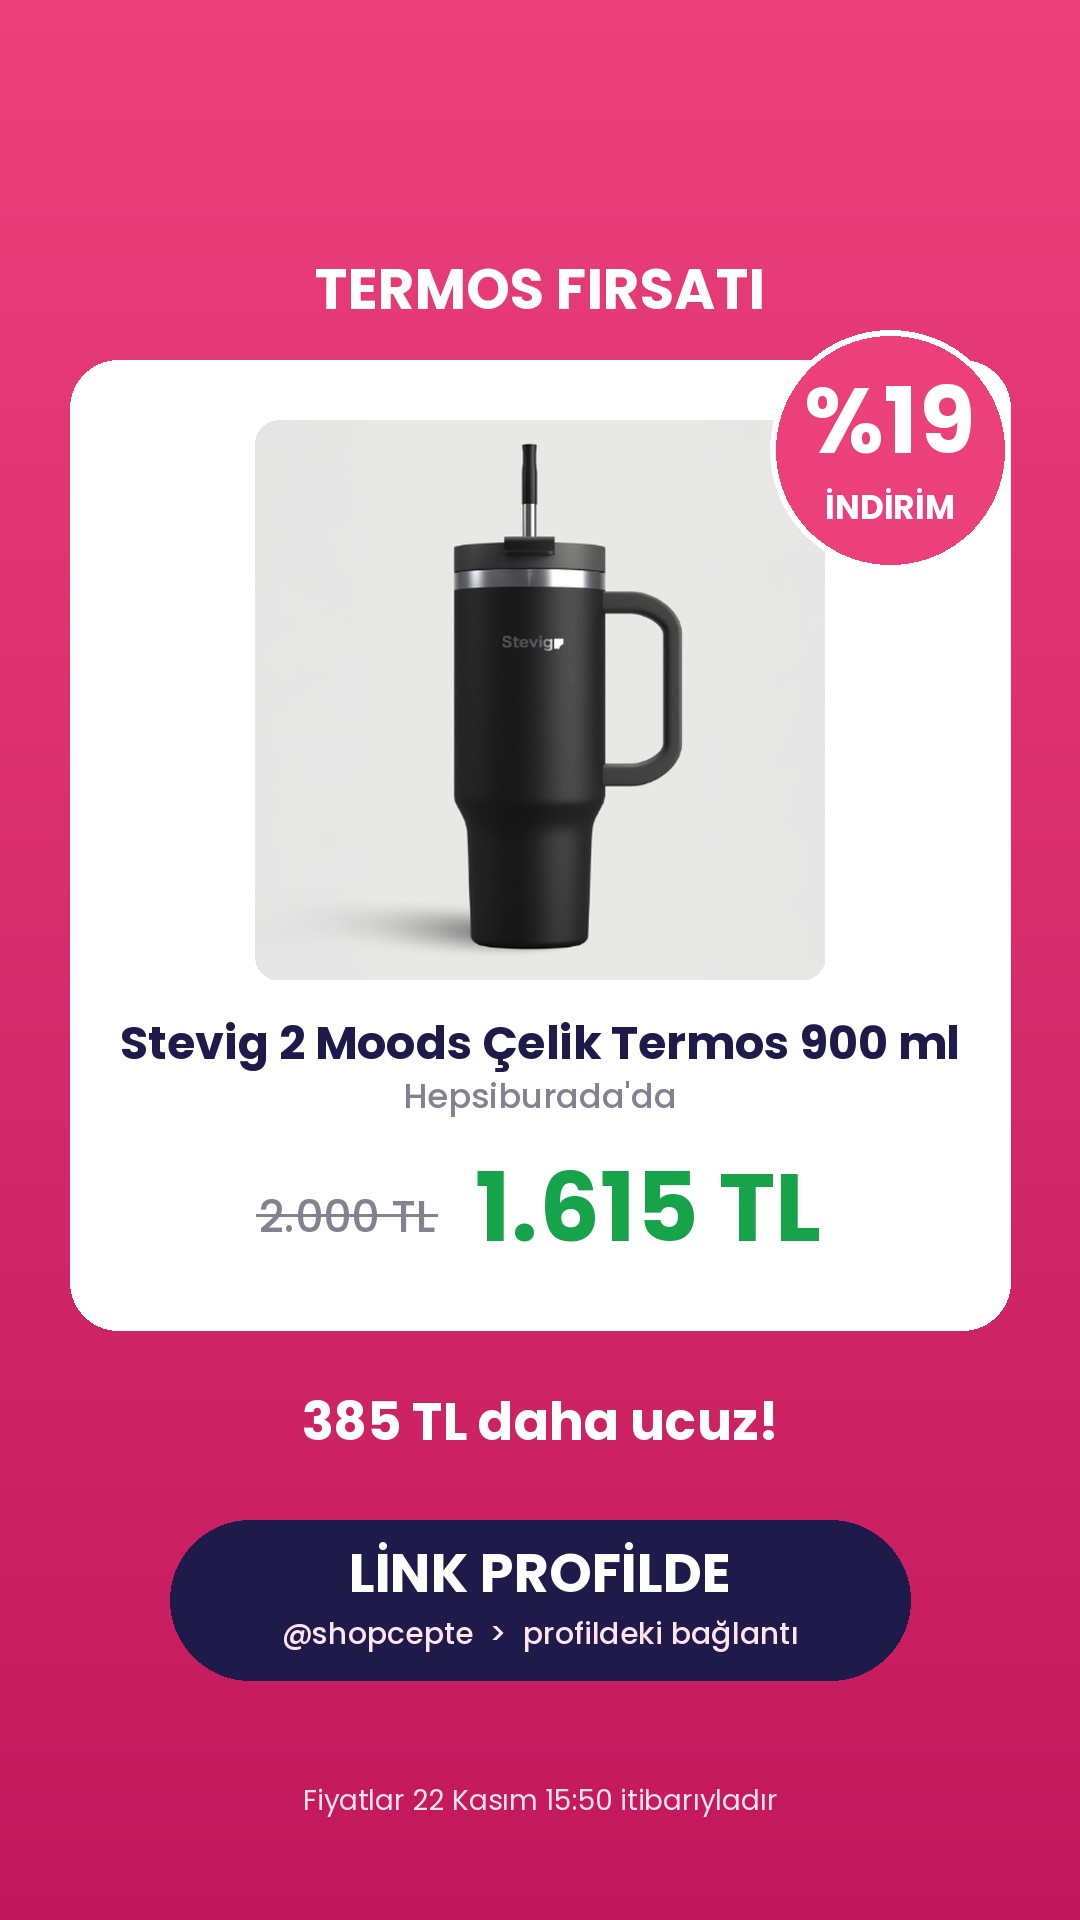 TERMOS FIRSATI
%19
İNDİRİM
Stevig
Stevig 2 Moods Çelik Termos 900 ml
Hepsiburada'da
2.000 TL 1.615 TL
385 TL daha ucuz!
LİNK PROFİLDE
@shopcepte > profildeki bağlantı
Fiyatlar 22 Kasım 15:50 itibarıyladır